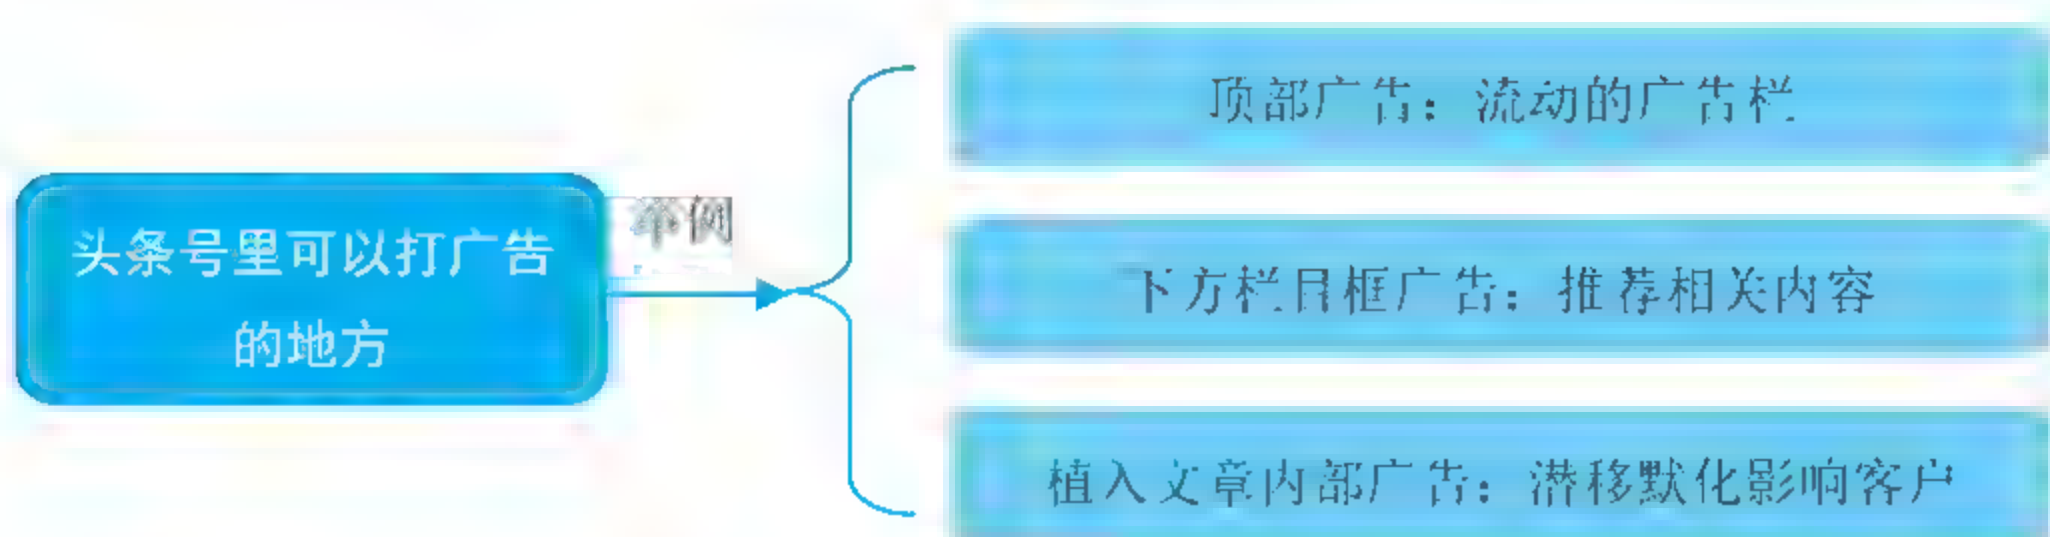 头条号里可以打广告
的地方
示例
顶部广告：流动的广告栏
下方栏目框广告：推荐相关内容
植入文章内部广告：潜移默化影响客户